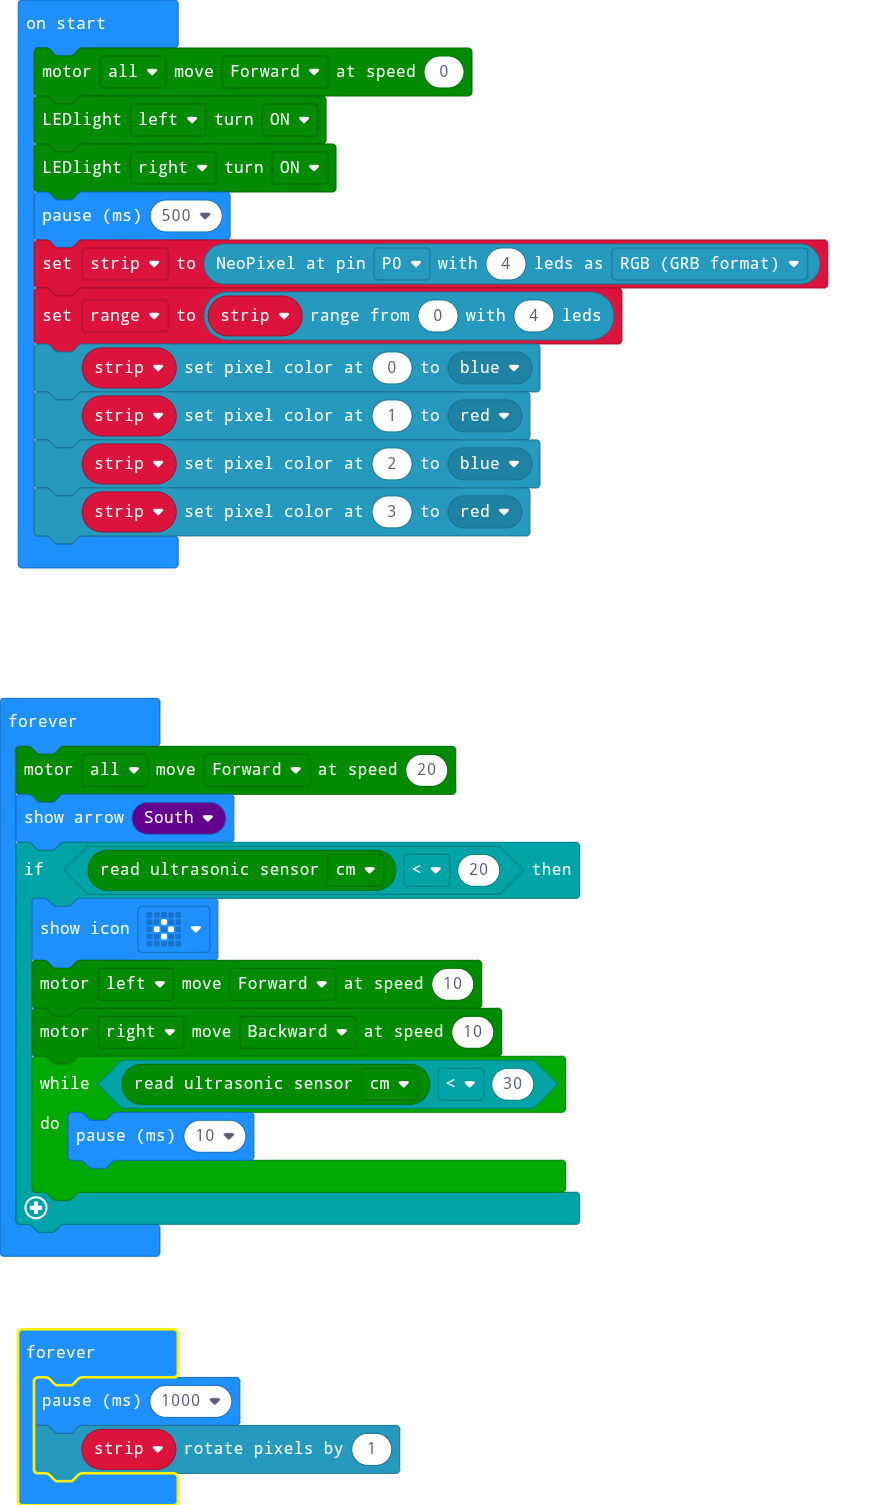 on start
motor all move Forward at speed 0
LEDlight left turn ON
LEDlight right turn ON
pause (ms) 500
set strip to NeoPixel at pin P0 with 4 leds as RGB (GRB format)
set range to strip range from 0 with 4 leds
strip set pixel color at 0 to blue
strip set pixel color at 1 to red
strip set pixel color at 2 to blue
strip set pixel color at 3 to red
forever
motor all move Forward at speed 20
show arrow South
if read ultrasonic sensor cm < 20 then
show icon
motor left move Forward at speed 10
motor right move Backward at speed 10
while read ultrasonic sensor cm < 30
do pause (ms) 10
forever
pause (ms) 1000
strip rotate pixels by 1